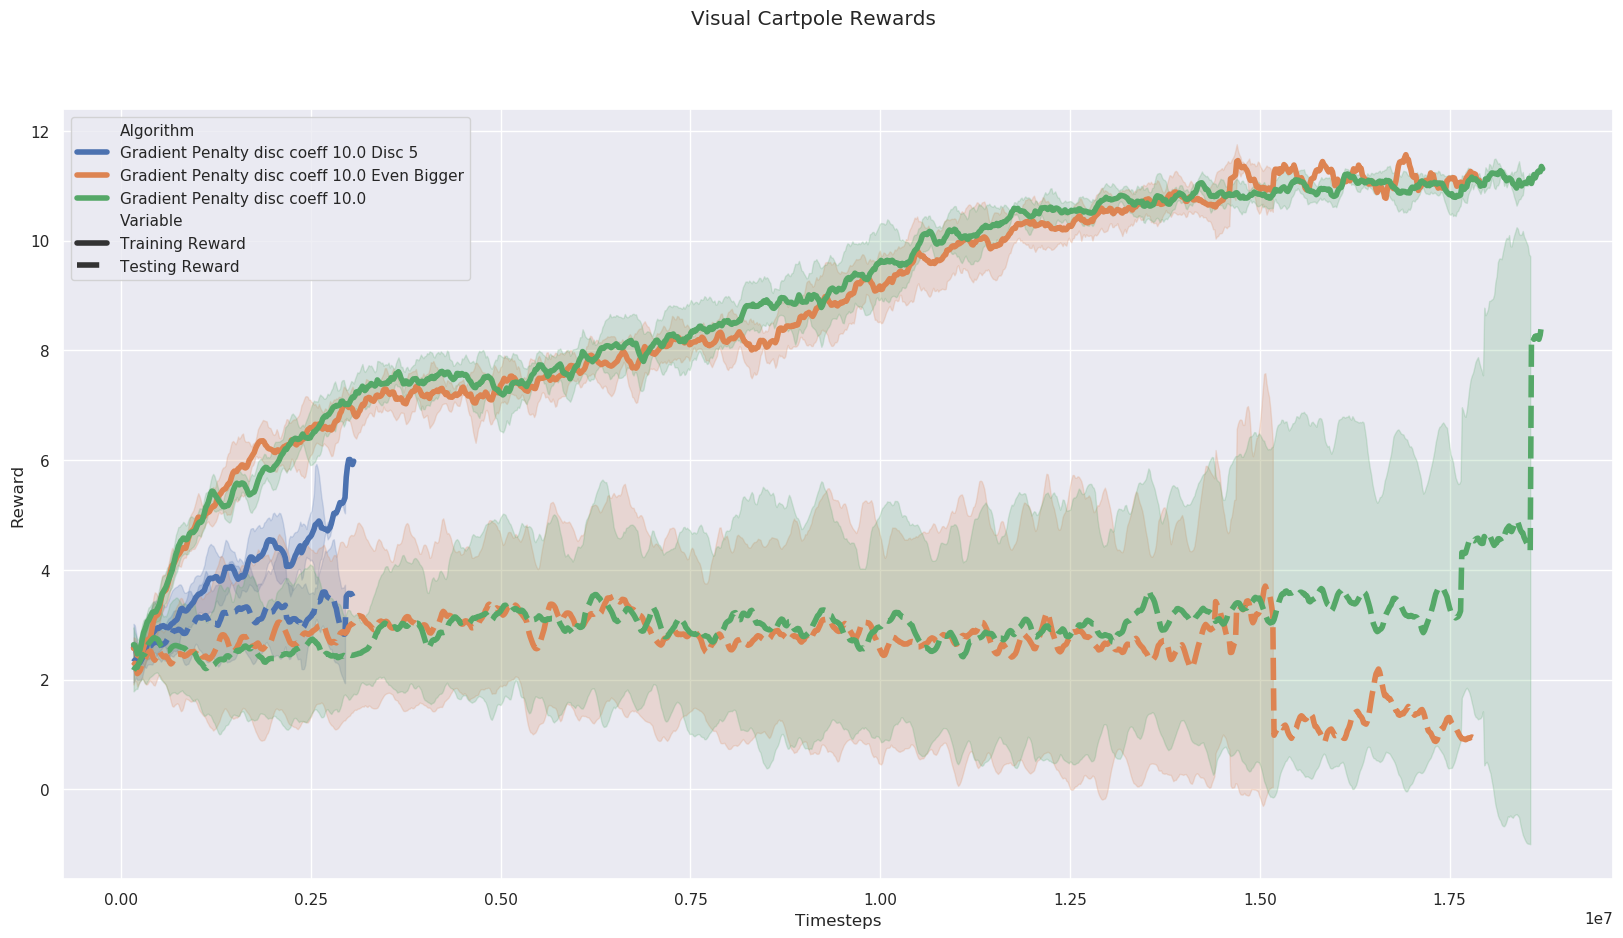 Visual Cartpole Rewards
12
10
8
6
4
2
0
Reward
Algorithm
Gradient Penalty disc coeff 10.0 Disc 5
Gradient Penalty disc coeff 10.0 Even Bigger
Gradient Penalty disc coeff 10.0
Variable
Training Reward
Testing Reward
0.00 0.25 0.50 0.75 1.00 1.25 1.50 1.75
1e7
Timesteps